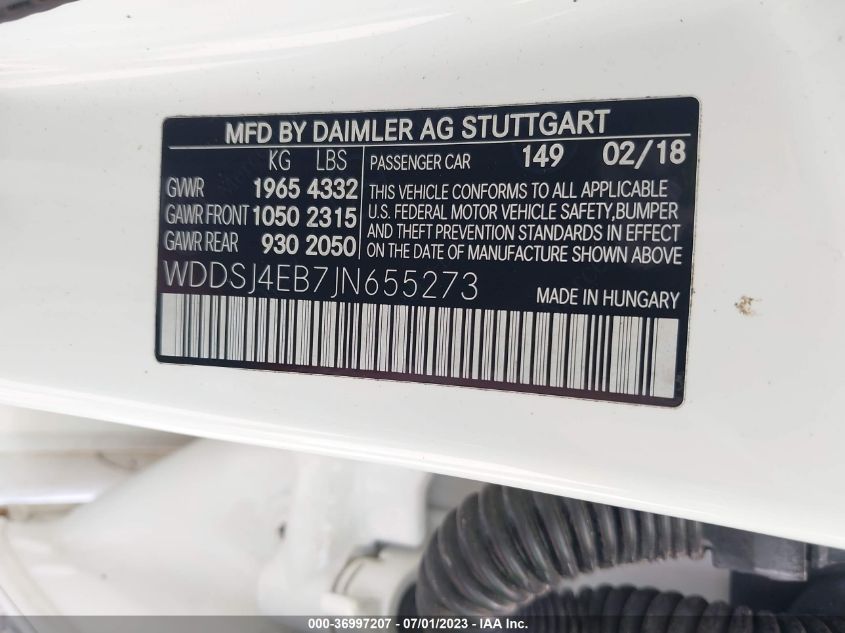 MFD BY DAIMLER AG STUTTGART
KG LBS
GVWR 1965 4332
GAWR FRONT 1050 2315
GAWR REAR 930 2050
PASSENGER CAR 149 02/18
THIS VEHICLE CONFORMS TO ALL APPLICABLE
U.S. FEDERAL MOTOR VEHICLE SAFETY,BUMPER
AND THEFT PREVENTION STANDARDS IN EFFECT
ON THE DATE OF MANUFACTURE SHOWN ABOVE
WDDSJ4EB7JN655273
MADE IN HUNGARY
000-36997207 - 07/01/2023 - IAA Inc.